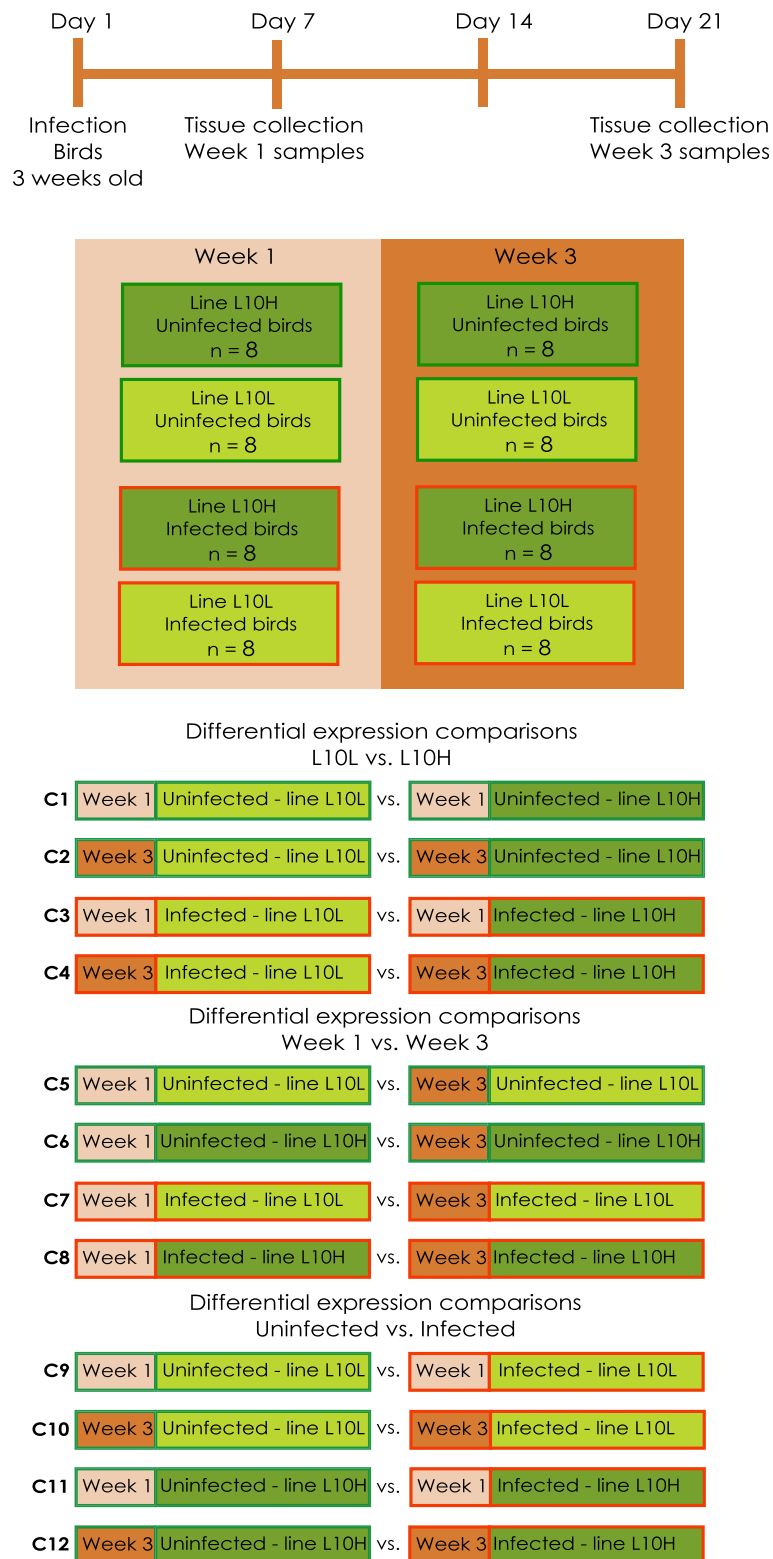 Day 1 Day 7 Day 14 Day 21
Infection Tissue collection Tissue collection
Birds Week 1 samples Week 3 samples
3 weeks old
Week 1 Week 3
Line L10H Line L10H
Uninfected birds Uninfected birds
n = 8 n = 8
Line L10L Line L10L
Uninfected birds Uninfected birds
n = 8 n = 8
Line L10H Line L10H
Infected birds Infected birds
n = 8 n = 8
Line L10L Line L10L
Infected birds Infected birds
n = 8 n = 8
Differential expression comparisons
L10L vs. L10H
C1 Week 1 Uninfected - line L10L vs. Week 1 Uninfected - line L10H
C2 Week 3 Uninfected - line L10L vs. Week 3 Uninfected - line L10H
C3 Week 1 Infected - line L10L vs. Week 1 Infected - line L10H
C4 Week 3 Infected - line L10L vs. Week 3 Infected - line L10H
Differential expression comparisons
Week 1 vs. Week 3
C5 Week 1 Uninfected - line L10L vs. Week 3 Uninfected - line L10L
C6 Week 1 Uninfected - line L10H vs. Week 3 Uninfected - line L10H
C7 Week 1 Infected - line L10L vs. Week 3 Infected - line L10L
C8 Week 1 Infected - line L10H vs. Week 3 Infected - line L10H
Differential expression comparisons
Uninfected vs. Infected
C9 Week 1 Uninfected - line L10L vs. Week 1 Infected - line L10L
C10 Week 3 Uninfected - line L10L vs. Week 3 Infected - line L10L
C11 Week 1 Uninfected - line L10H vs. Week 1 Infected - line L10H
C12 Week 3 Uninfected - line L10H vs. Week 3 Infected - line L10H